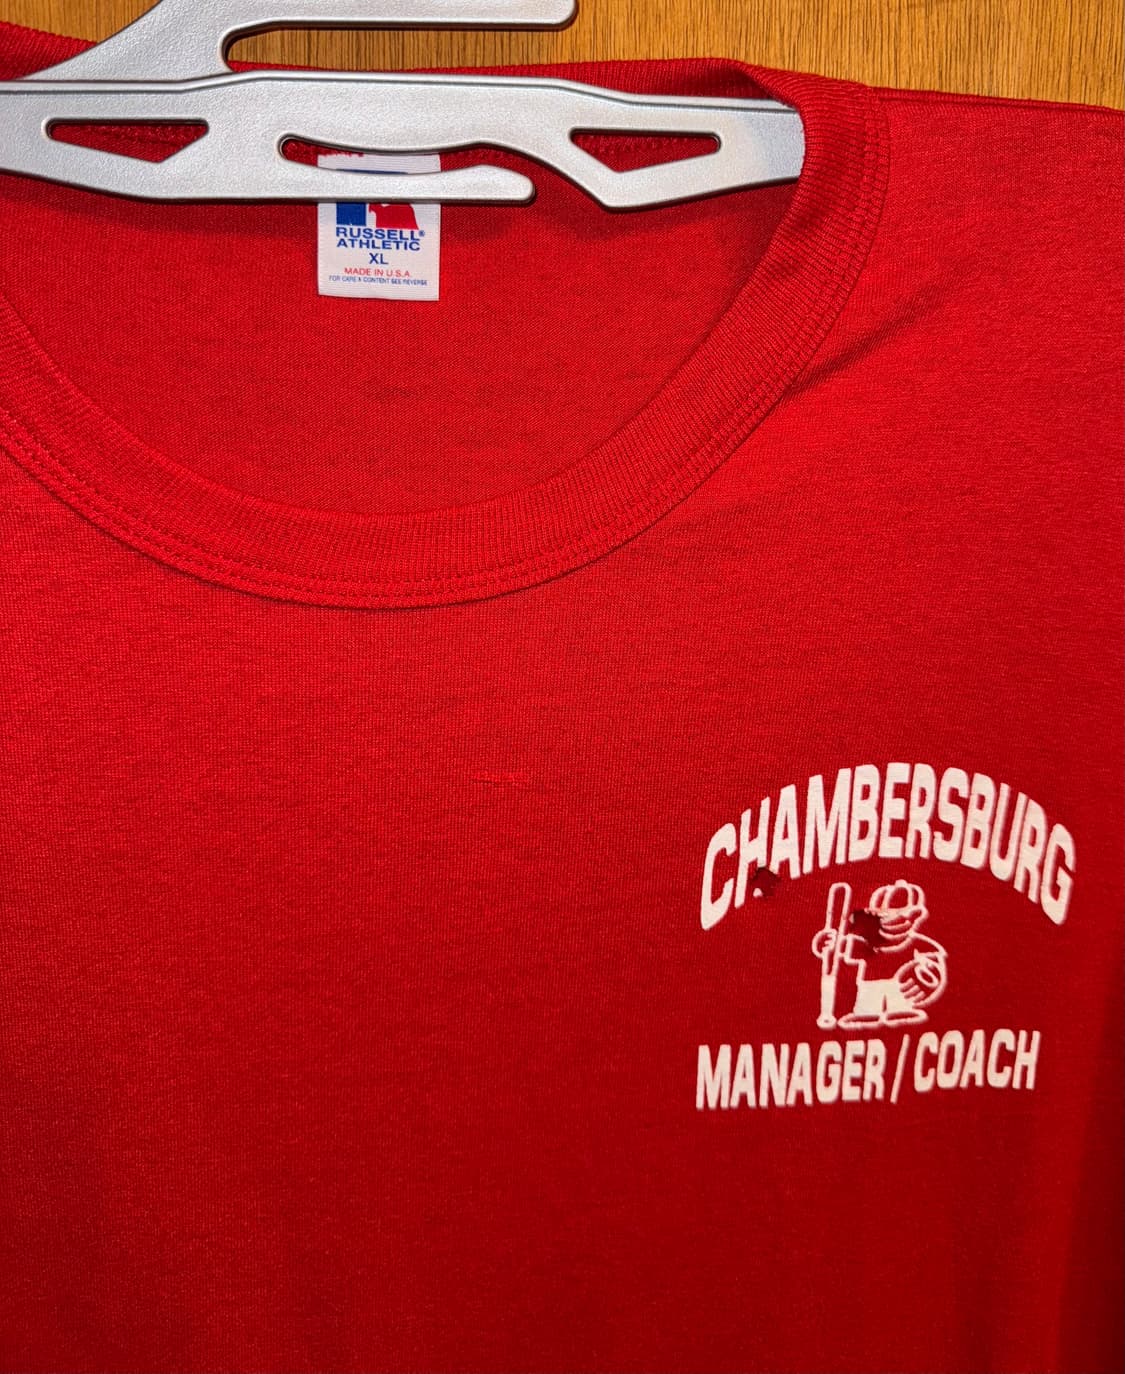 RUSSELL®
ATHLETIC
XL
MADE IN U.S.A.
FOR CARE & CONTENT SEE REVERSE
CHAMBERSBURG
MANAGER/COACH